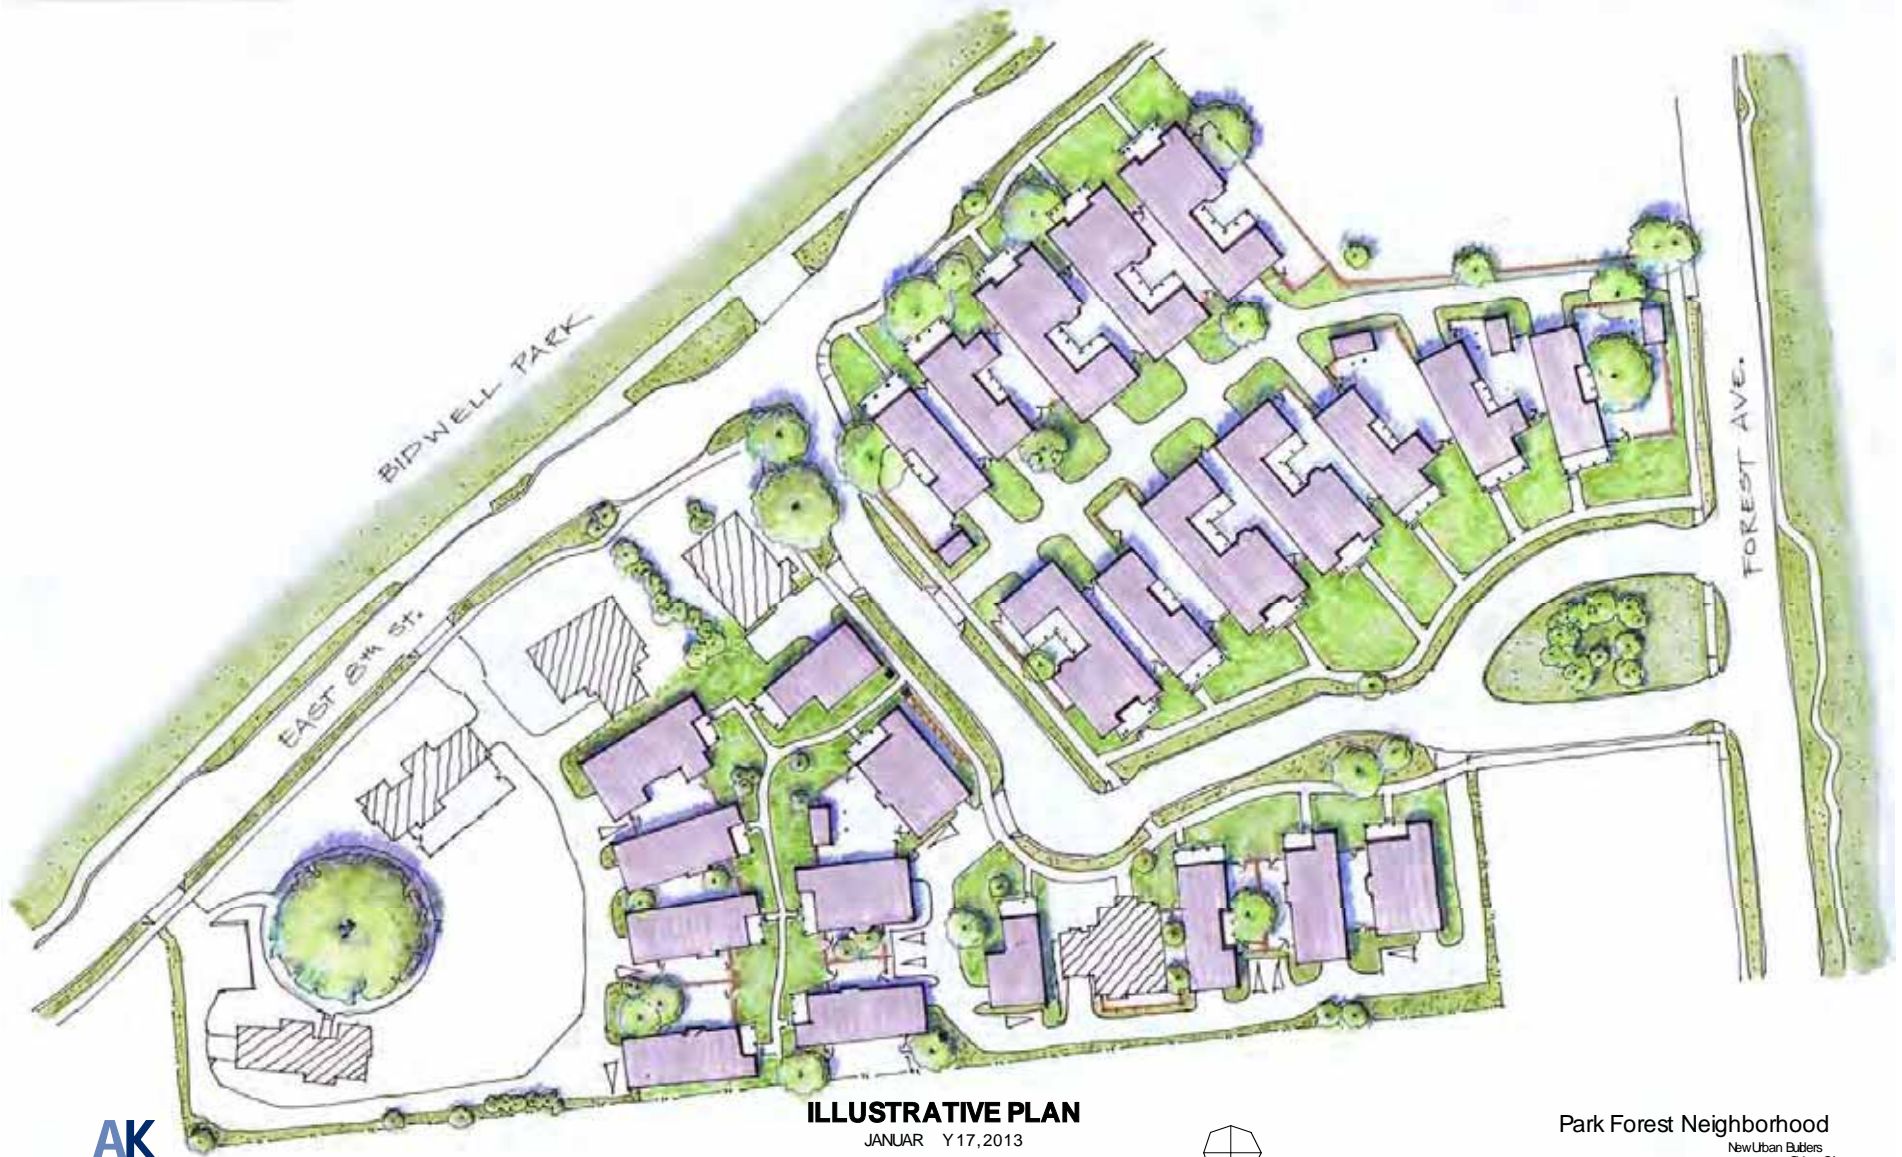 BIDWELL PARK
EAST 8TH ST.
FOREST AVE.
AK
ILLUSTRATIVE PLAN
JANUAR Y 17, 2013
Park Forest Neighborhood
New Urban Builders